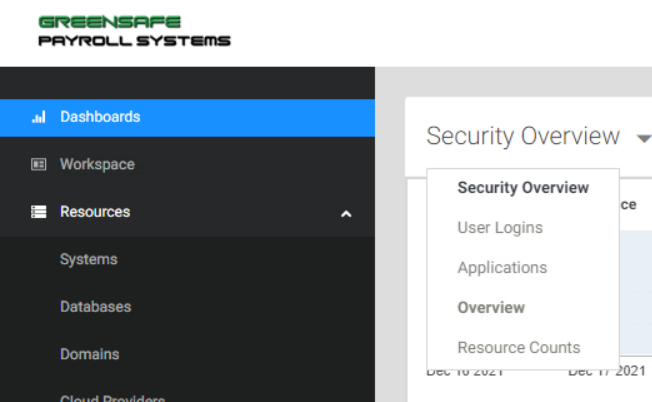 GREENSAFE
PAYROLL SYSTEMS
Dashboards
Workspace
Resources
Systems
Databases
Domains
Cloud Providers
Security Overview
Security Overview
User Logins
Applications
Overview
Resource Counts
ce
Dec 16 2021 Dec 17 2021